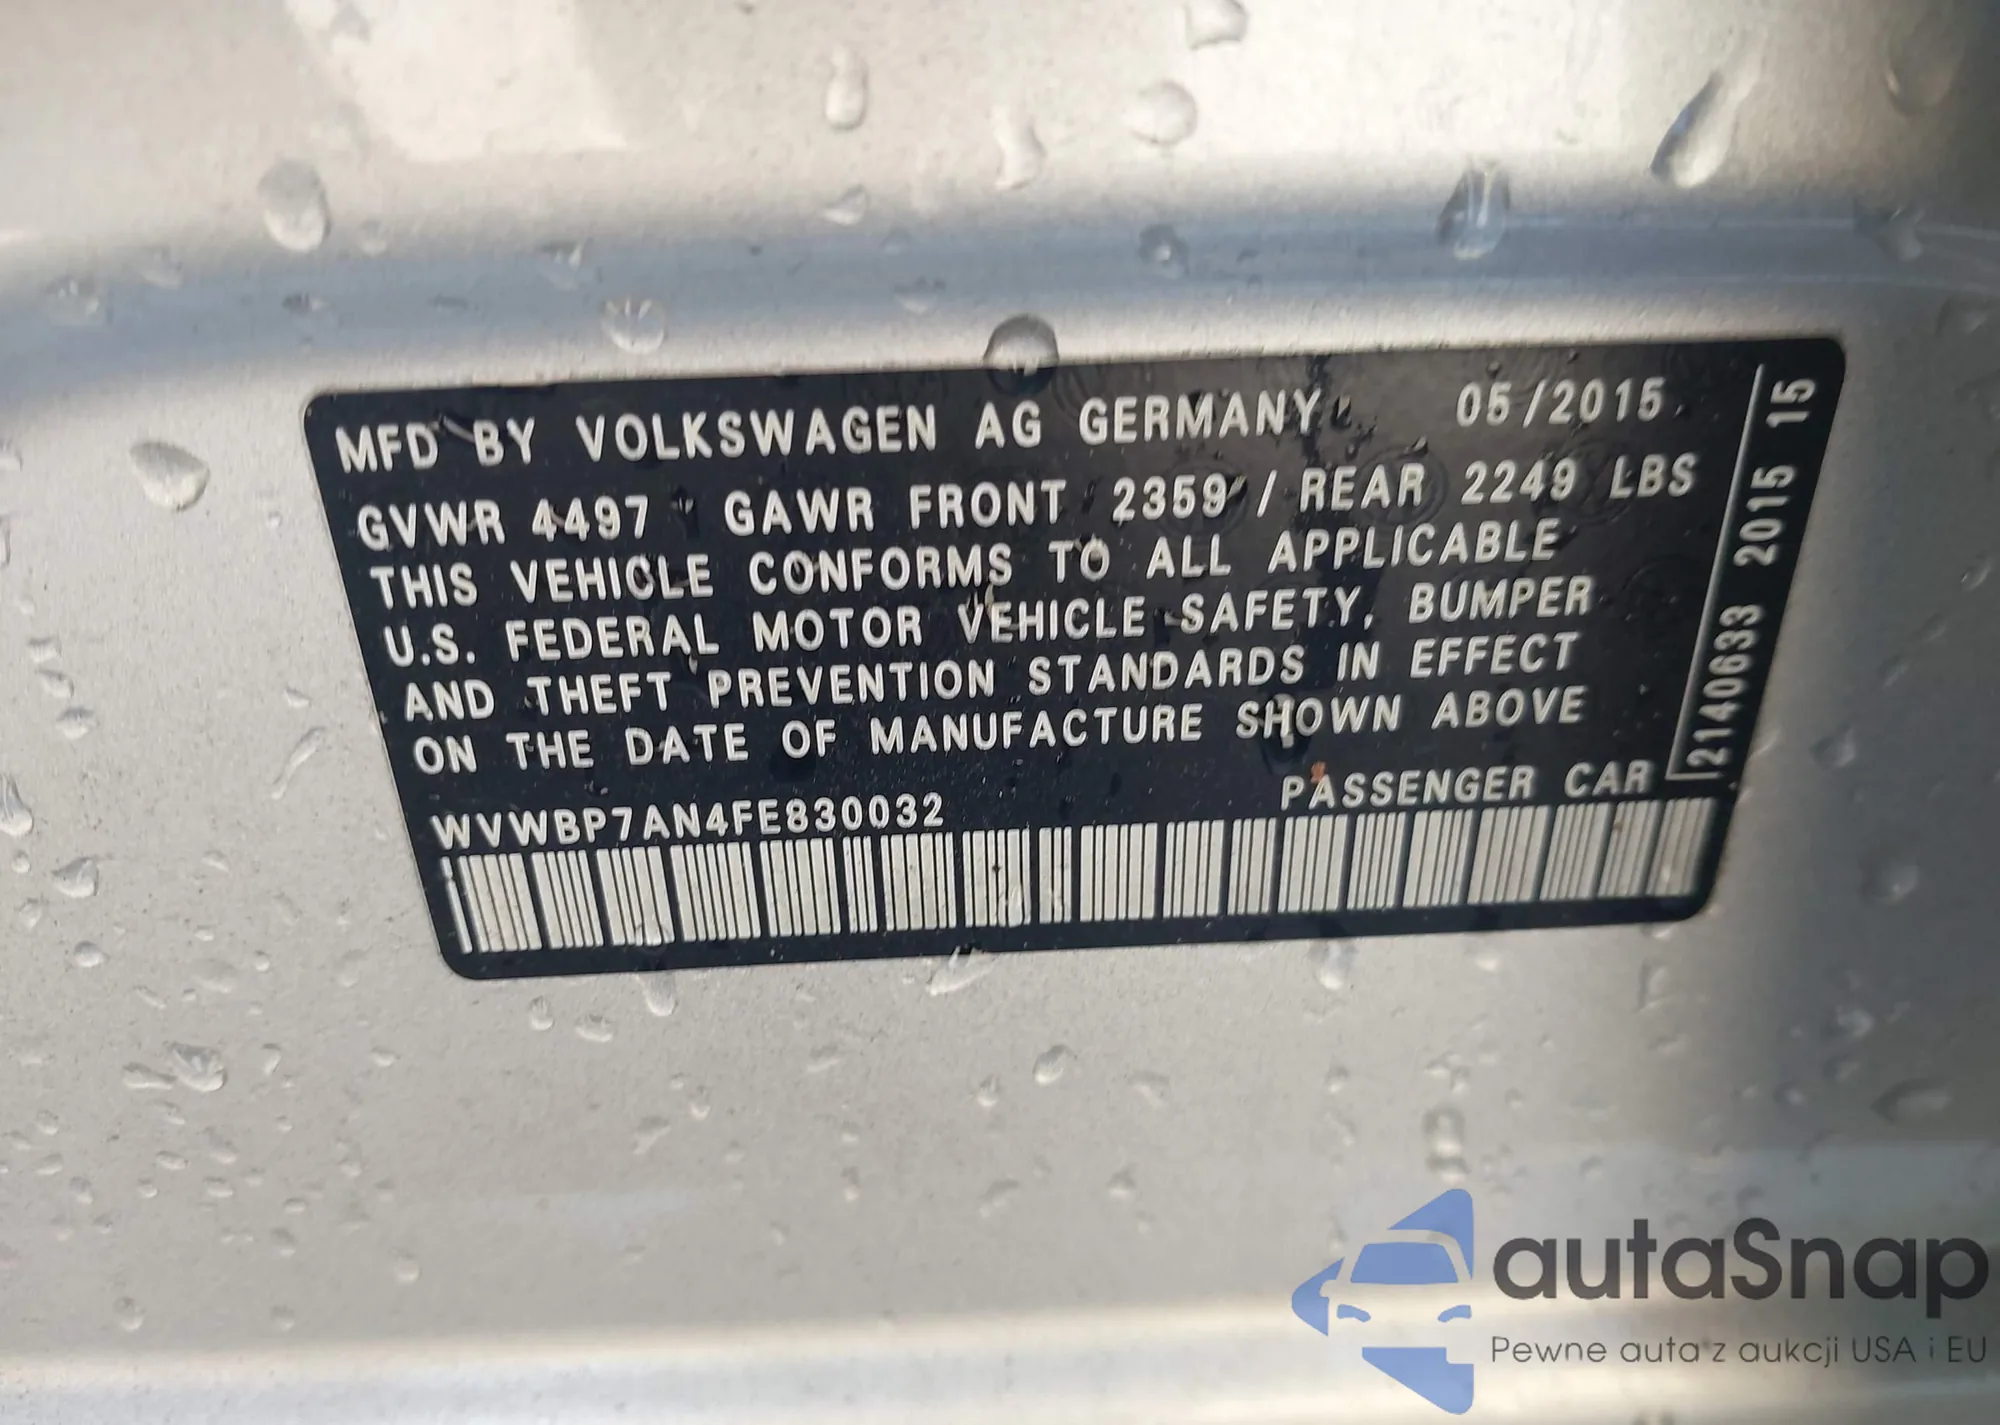 MFD BY VOLKSWAGEN AG GERMANY 05/2015
GVWR 4497 GAWR FRONT 2359 / REAR 2249 LBS
THIS VEHICLE CONFORMS TO ALL APPLICABLE
U.S. FEDERAL MOTOR VEHICLE SAFETY, BUMPER
AND THEFT PREVENTION STANDARDS IN EFFECT
ON THE DATE OF MANUFACTURE SHOWN ABOVE
PASSENGER CAR
WVWBP7AN4FE830032
2140633 2015 15
autaSnap
Pewne auta z aukcji USA i EU